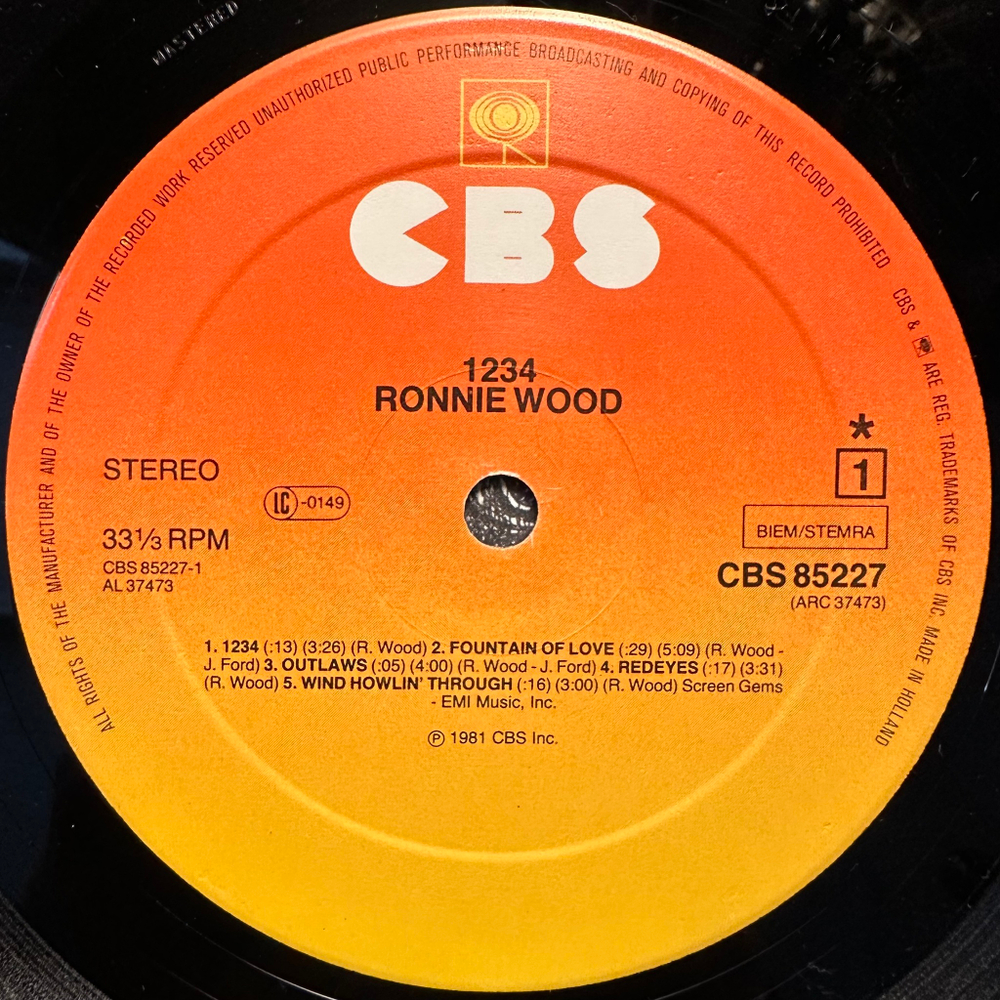 MASTERED
ALL RIGHTS OF THE MANUFACTURER AND OF THE OWNER OF THE RECORDED WORK RESERVED UNAUTHORIZED PUBLIC PERFORMANCE BROADCASTING AND COPYING OF THIS RECORD PROHIBITED CBS & ARE REG. TRADEMARKS OF CBS INC. MADE IN HOLLAND
CBS
1234
RONNIE WOOD
*
STEREO
1
LC -0149
BIEM/STEMRA
33⅓ RPM
CBS 85227-1
CBS 85227
AL 37473
(ARC 37473)
1. 1234 (:13) (3:26) (R. Wood) 2. FOUNTAIN OF LOVE (:29) (5:09) (R. Wood -
J. Ford) 3. OUTLAWS (:05) (4:00) (R. Wood - J. Ford) 4. REDEYES (:17) (3:31)
(R. Wood) 5. WIND HOWLIN' THROUGH (:16) (3:00) (R. Wood) Screen Gems
- EMI Music, Inc.
℗ 1981 CBS Inc.